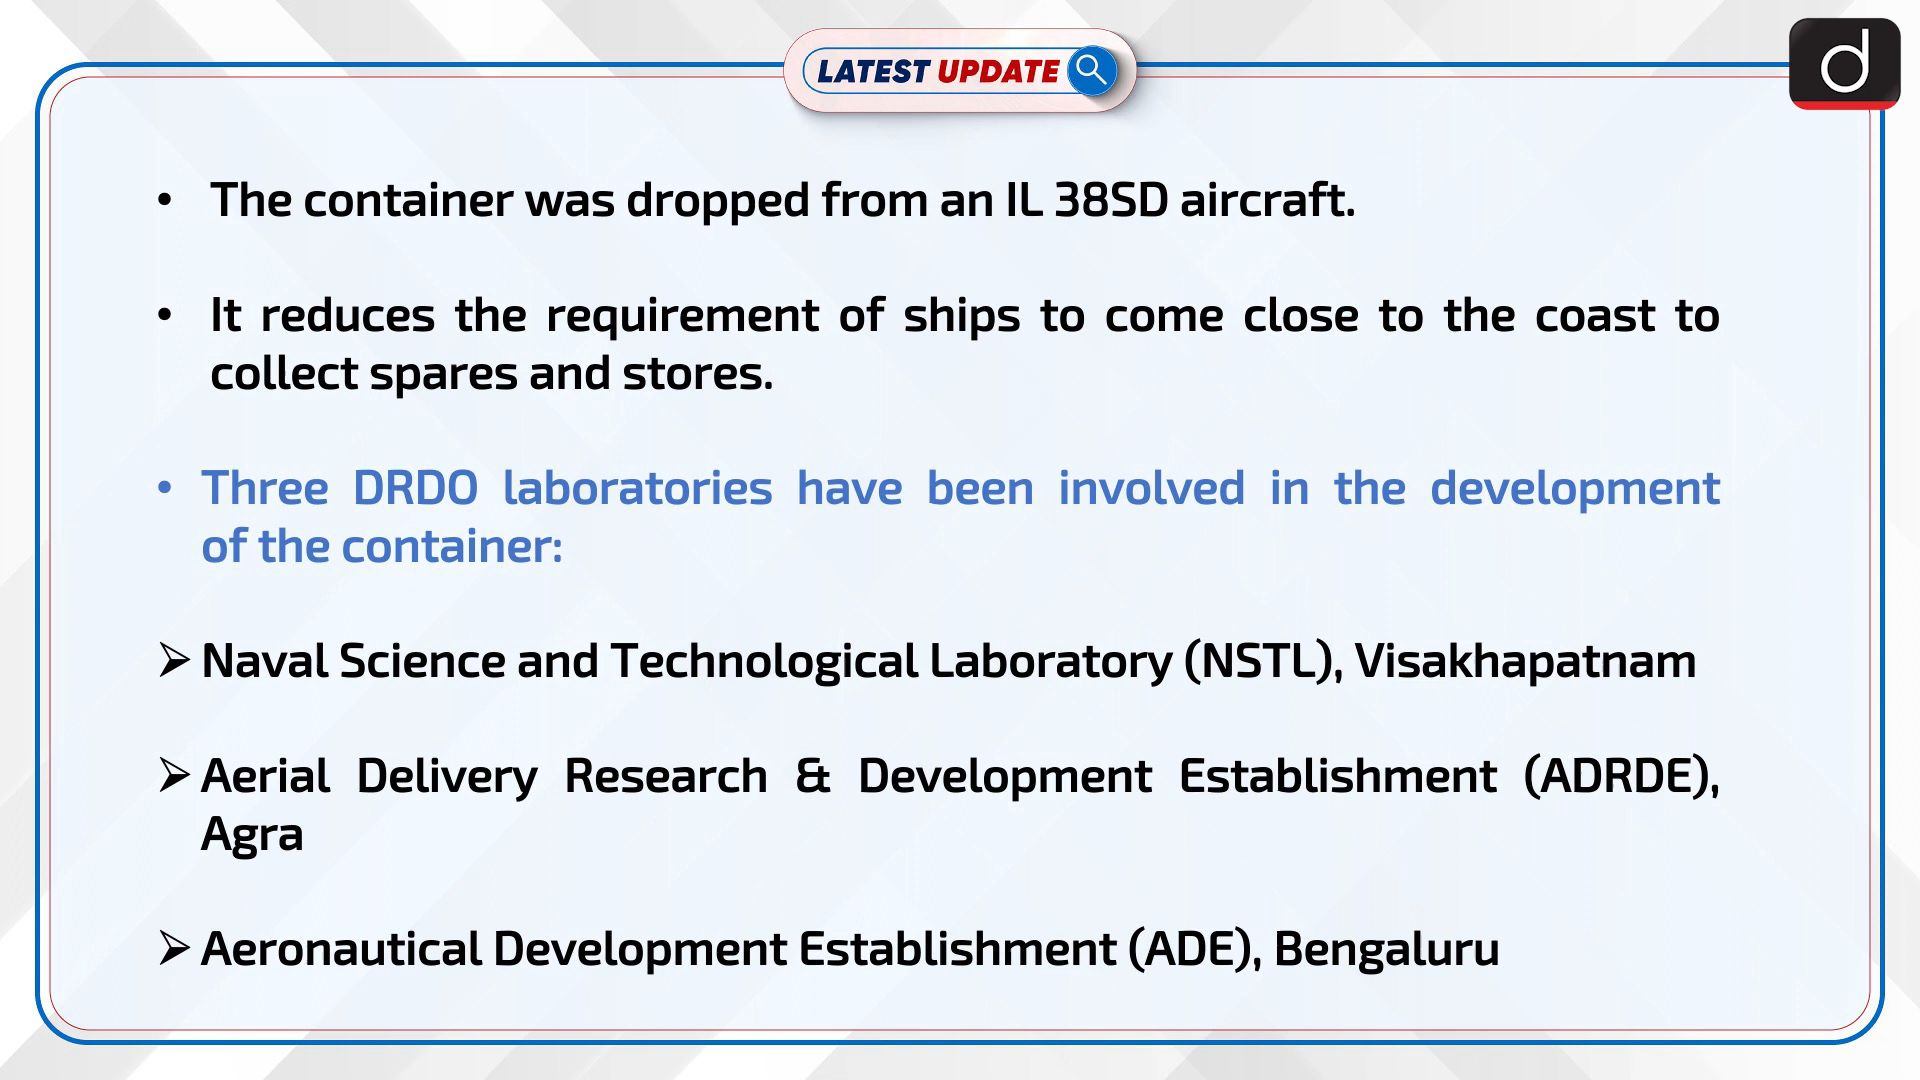 LATEST UPDATE
d
• The container was dropped from an IL 38SD aircraft.
• It reduces the requirement of ships to come close to the coast to
collect spares and stores.
• Three DRDO laboratories have been involved in the development
of the container:
➢ Naval Science and Technological Laboratory (NSTL), Visakhapatnam
➢ Aerial Delivery Research & Development Establishment (ADRDE),
Agra
➢ Aeronautical Development Establishment (ADE), Bengaluru